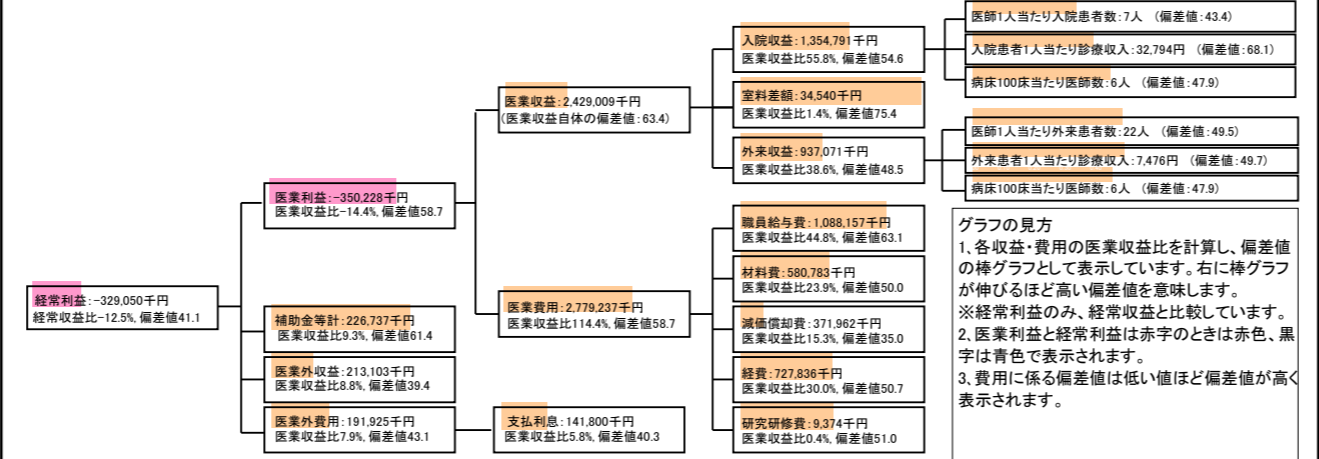 経常利益:-329,050千円
経常収益比-12.5%, 偏差値41.1
医業利益:-350,228千円
医業収益比-14.4%, 偏差値58.7
補助金等計:226,737千円
医業収益比9.3%, 偏差値61.4
医業外収益:213,103千円
医業収益比8.8%, 偏差値39.4
医業外費用:191,925千円
医業収益比7.9%, 偏差値43.1
医業収益:2,429,009千円
(医業収益自体の偏差値:63.4)
医業費用:2,779,237千円
医業収益比114.4%, 偏差値58.7
支払利息:141,800千円
医業収益比5.8%, 偏差値40.3
入院収益:1,354,791千円
医業収益比55.8%, 偏差値54.6
室料差額:34,540千円
医業収益比1.4%, 偏差値75.4
外来収益:937,071千円
医業収益比38.6%, 偏差値48.5
職員給与費:1,088,157千円
医業収益比44.8%, 偏差値63.1
材料費:580,783千円
医業収益比23.9%, 偏差値50.0
減価償却費:371,962千円
医業収益比15.3%, 偏差値35.0
経費:727,836千円
医業収益比30.0%, 偏差値50.7
研究研修費:9,374千円
医業収益比0.4%, 偏差値51.0
医師1人当たり入院患者数:7人 (偏差値:43.4)
入院患者1人当たり診療収入:32,794円 (偏差値:68.1)
病床100床当たり医師数:6人 (偏差値:47.9)
医師1人当たり外来患者数:22人 (偏差値:49.5)
外来患者1人当たり診療収入:7,476円 (偏差値:49.7)
病床100床当たり医師数:6人 (偏差値:47.9)
グラフの見方
1、各収益・費用の医業収益比を計算し、偏差値
の棒グラフとして表示しています。右に棒グラフ
が伸びるほど高い偏差値を意味します。
※経常利益のみ、経常収益と比較しています。
2、医業利益と経常利益は赤字のときは赤色、黒
字は青色で表示されます。
3、費用に係る偏差値は低い値ほど偏差値が高く
表示されます。